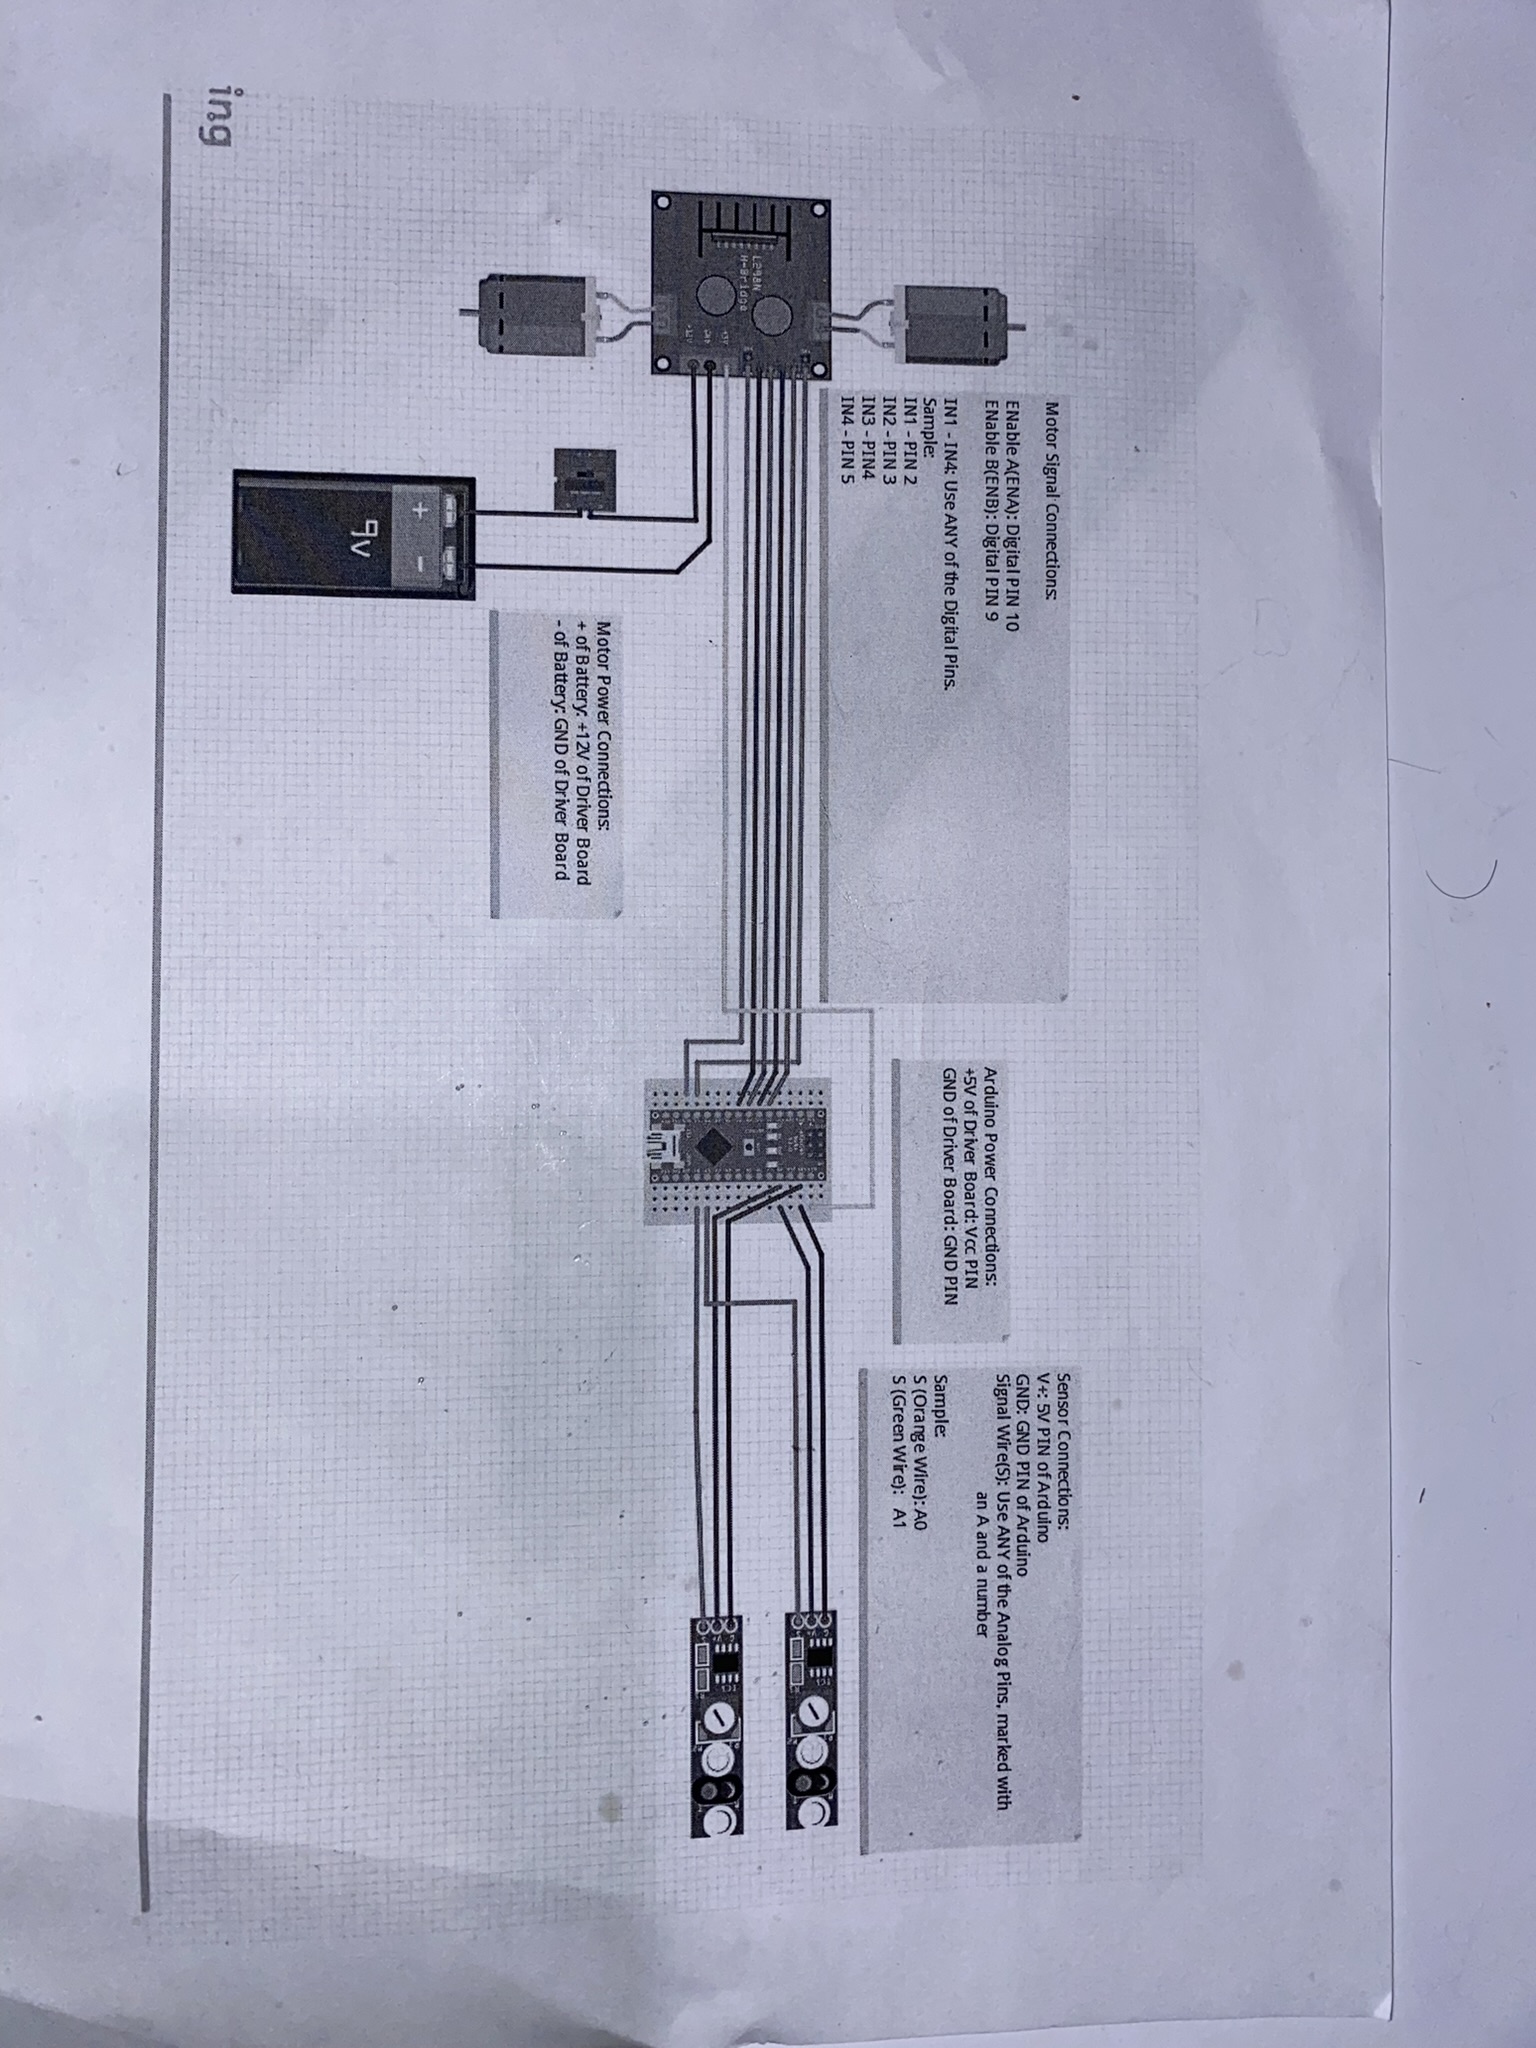 Motor Signal Connections:
ENable A(ENA): Digital PIN 10
ENable B(ENB): Digital PIN 9
IN1 - IN4: Use ANY of the Digital Pins.
Sample:
IN1 - PIN 2
IN2 - PIN 3
IN3 - PIN4
IN4 - PIN 5
Arduino Power Connections:
+5V of Driver Board: Vcc PIN
GND of Driver Board: GND PIN
Sensor Connections:
V+: 5V PIN of Arduino
GND: GND PIN of Arduino
Signal Wire(S): Use ANY of the Analog Pins, marked with
an A and a number
Sample:
S (Orange Wire): A0
S (Green Wire): A1
L298N
H-Bridge
Motor Power Connections:
+ of Battery: +12V of Driver Board
- of Battery: GND of Driver Board
+ -
9V
ing